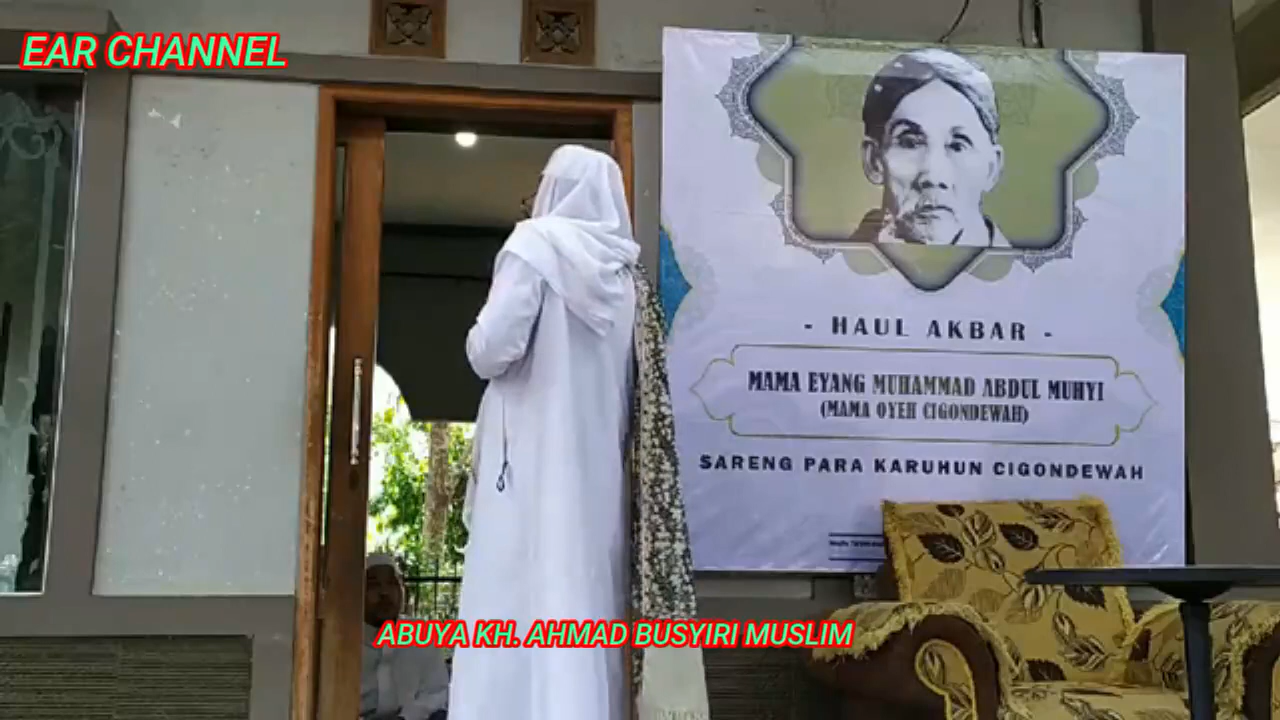 EAR CHANNEL
- HAUL AKBAR -
MAMA EYANG MUHAMMAD ABDUL MUHYI
(MAMA OYEH CIGONDEWAH)
SARENG PARA KARUHUN CIGONDEWAH
ABUYA KH. AHMAD BUSYIRI MUSLIM